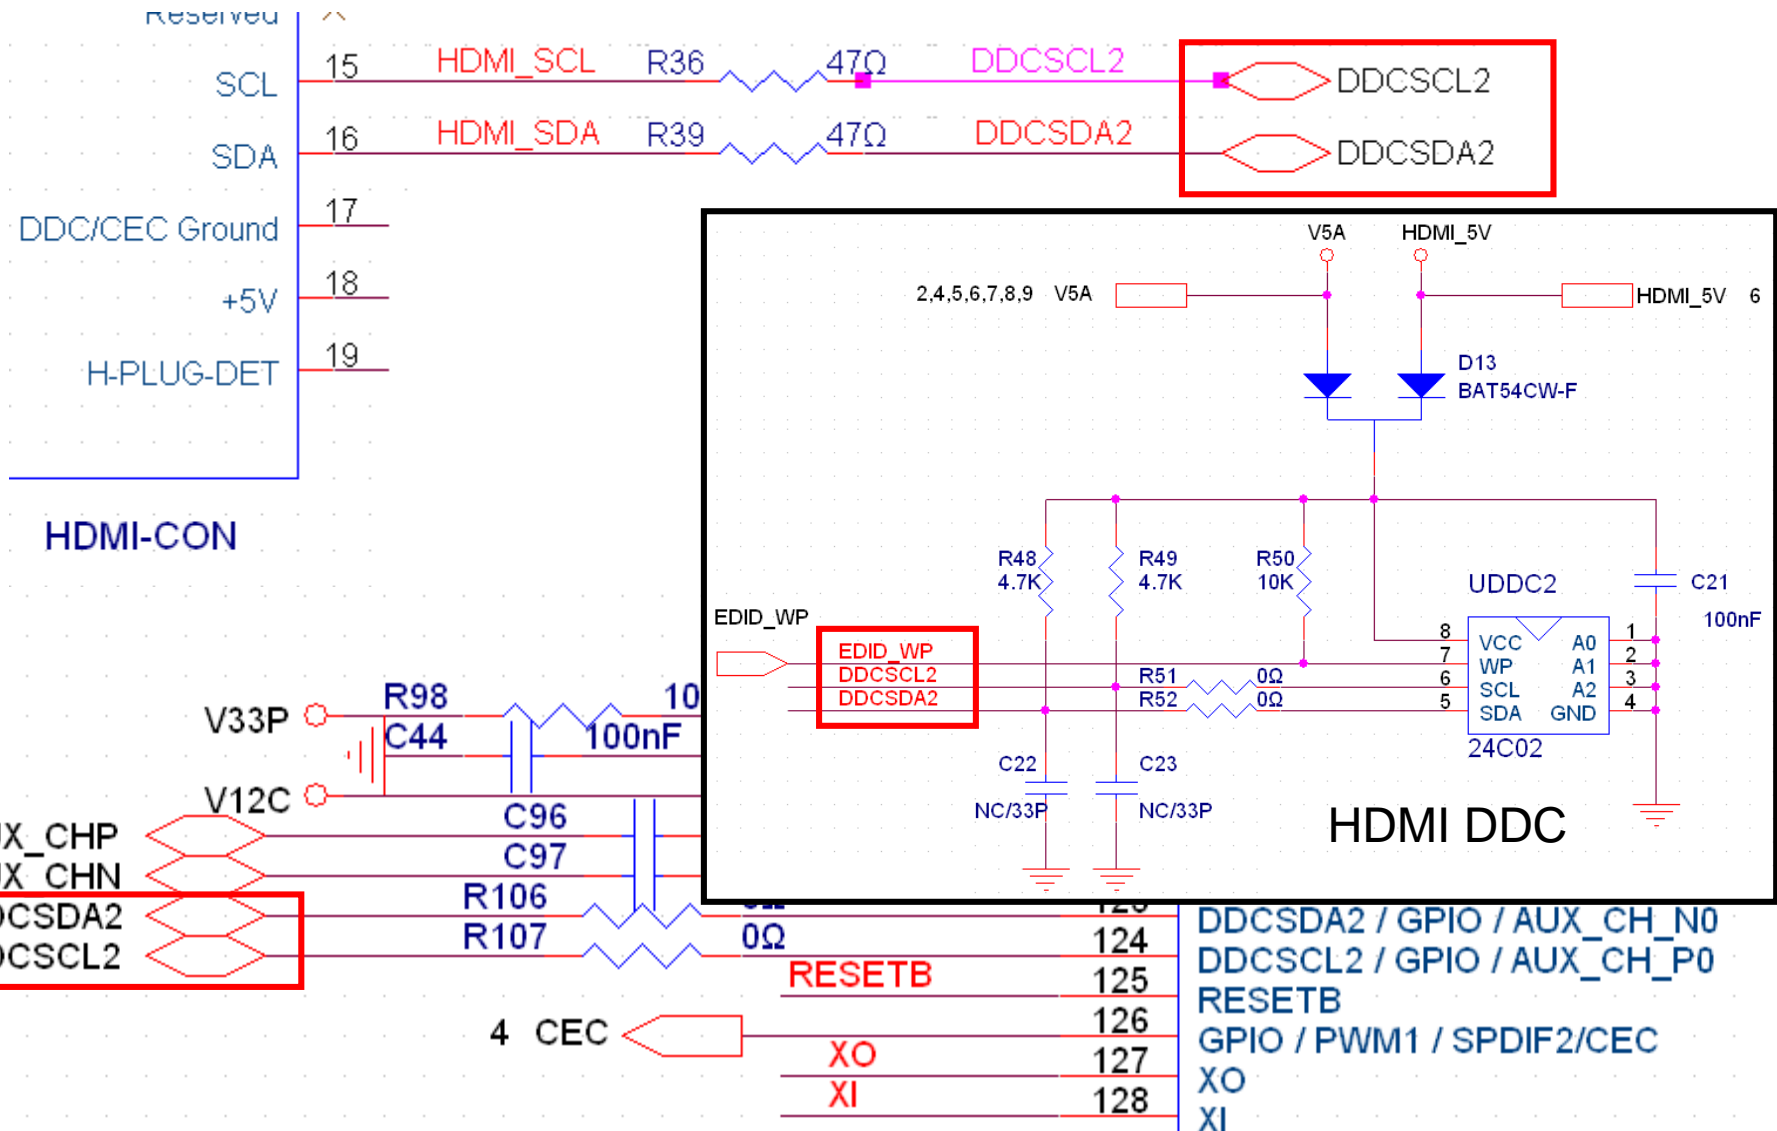 Reserved
SCL 15 HDMI_SCL R36 47Ω DDCSCL2 DDCSCL2
SDA 16 HDMI_SDA R39 47Ω DDCSDA2 DDCSDA2
DDC/CEC Ground 17
+5V 18
H-PLUG-DET 19
HDMI-CON
V5A HDMI_5V
2,4,5,6,7,8,9 V5A HDMI_5V 6
D13
BAT54CW-F
R48 R49 R50
4.7K 4.7K 10K
UDDC2 C21
100nF
EDID_WP
EDID_WP
DDCSCL2 R51 0Ω
DDCSDA2 R52 0Ω
8 VCC A0 1
7 WP A1 2
6 SCL A2 3
5 SDA GND 4
24C02
C22 C23
NC/33P NC/33P
HDMI DDC
V33P R98 10
C44 100nF
V12C
X_CHP C96
X_CHN C97
CSDA2 R106 DDCSDA2 / GPIO / AUX_CH_N0
CSCL2 R107 0Ω 124 DDCSCL2 / GPIO / AUX_CH_P0
RESETB 125 RESETB
4 CEC 126 GPIO / PWM1 / SPDIF2/CEC
XO 127 XO
XI 128 XI